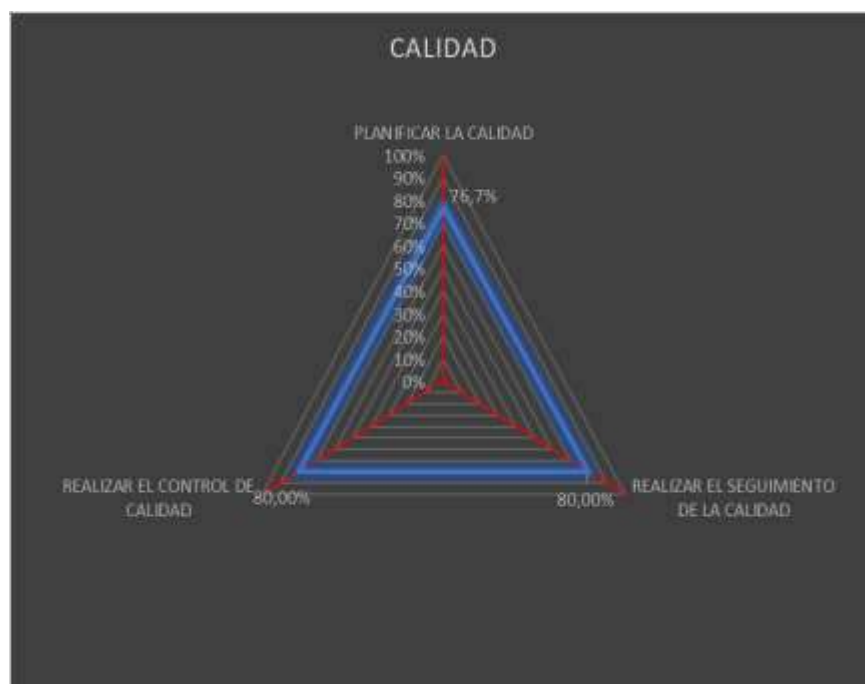 CALIDAD
PLANIFICAR LA CALIDAD
100%
90%
80%
70%
60%
50%
40%
30%
20%
10%
0%
76,7%
REALIZAR EL CONTROL DE
CALIDAD
80,00%
80,00%
REALIZAR EL SEGUIMIENTO
DE LA CALIDAD